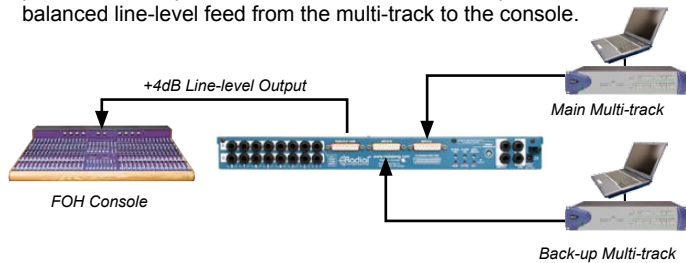 balanced line-level feed from the multi-track to the console.
+4dB Line-level Output
Main Multi-track
Radial
FOH Console
Back-up Multi-track